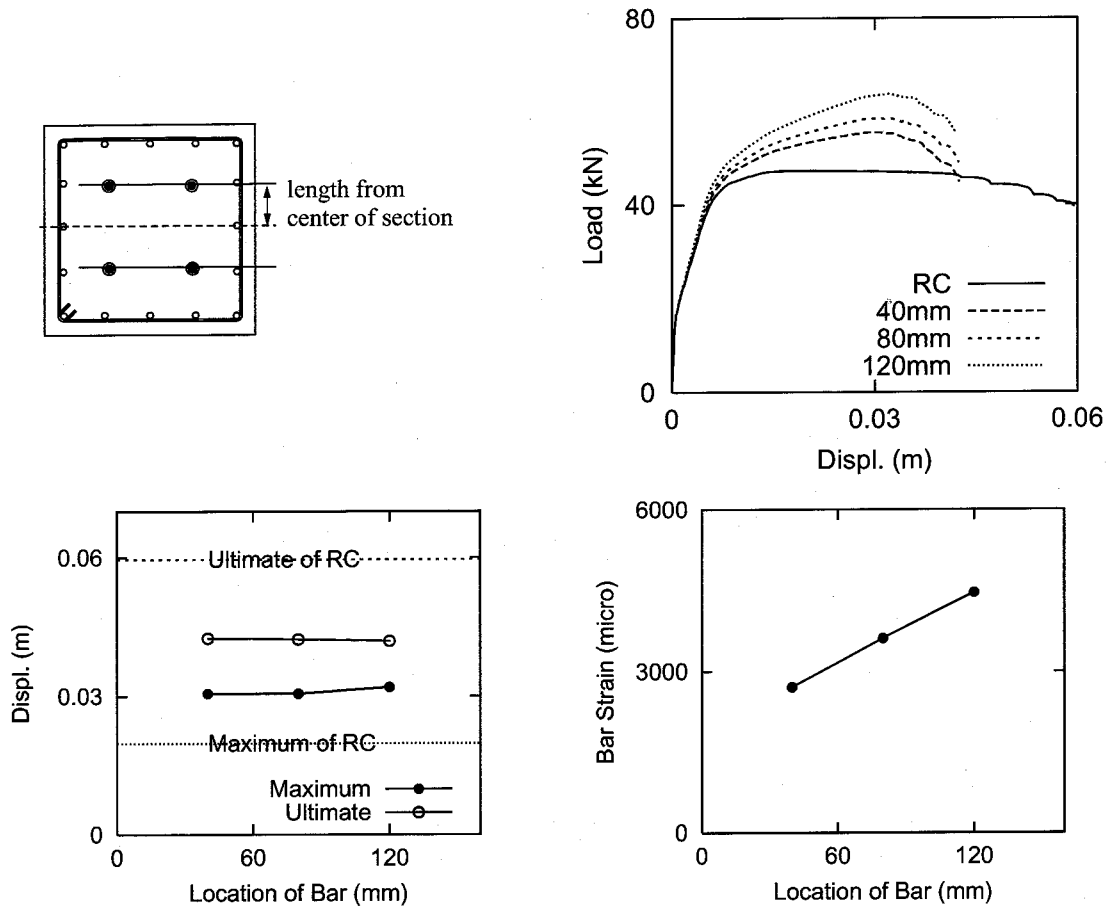 length from
center of section
80
40
0
Load (kN)
RC
40mm
80mm
120mm
0
0.03
0.06
Displ. (m)
0.06
0.03
0
Displ. (m)
Ultimate of RC
Maximum of RC
Maximum
Ultimate
0
60
120
Location of Bar (mm)
6000
3000
0
Bar Strain (micro)
0
60
120
Location of Bar (mm)